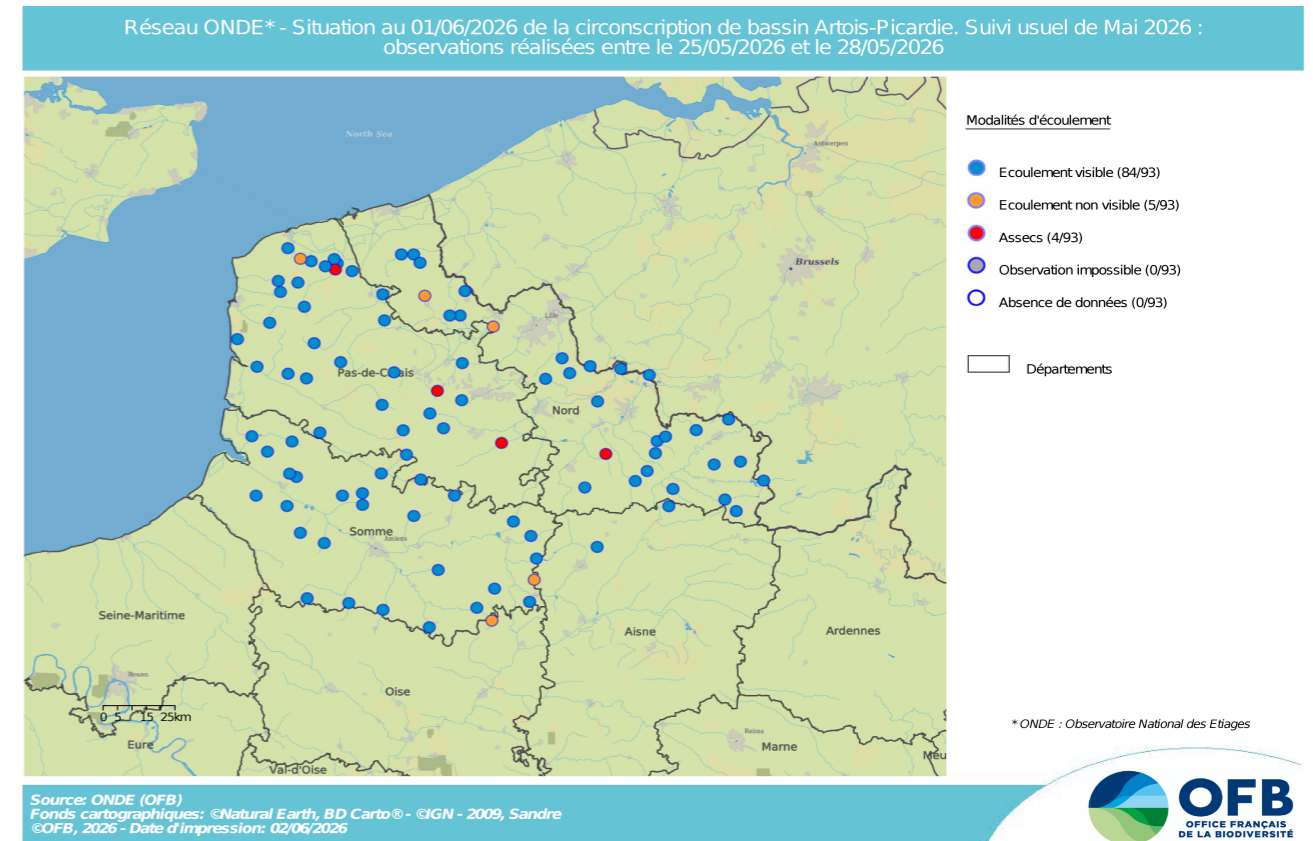 Réseau ONDE* - Situation au 01/06/2026 de la circonscription de bassin Artois-Picardie. Suivi usuel de Mai 2026 :
observations réalisées entre le 25/05/2026 et le 28/05/2026
North Sea
Antwerpen
Brussels
Lille
Pas-de-Calais
Nord
Somme
Amiens
Seine-Maritime
Rouen
Aisne
Ardennes
Oise
0 5 15 25km
Eure
Val-d'Oise
Reims
Marne
Meu
Modalités d'écoulement
Ecoulement visible (84/93)
Ecoulement non visible (5/93)
Assecs (4/93)
Observation impossible (0/93)
Absence de données (0/93)
Départements
* ONDE : Observatoire National des Etiages
Source: ONDE (OFB)
Fonds cartographiques: ©Natural Earth, BD Carto® - ©IGN - 2009, Sandre
©OFB, 2026 - Date d'impression: 02/06/2026
OFB
OFFICE FRANÇAIS
DE LA BIODIVERSITÉ